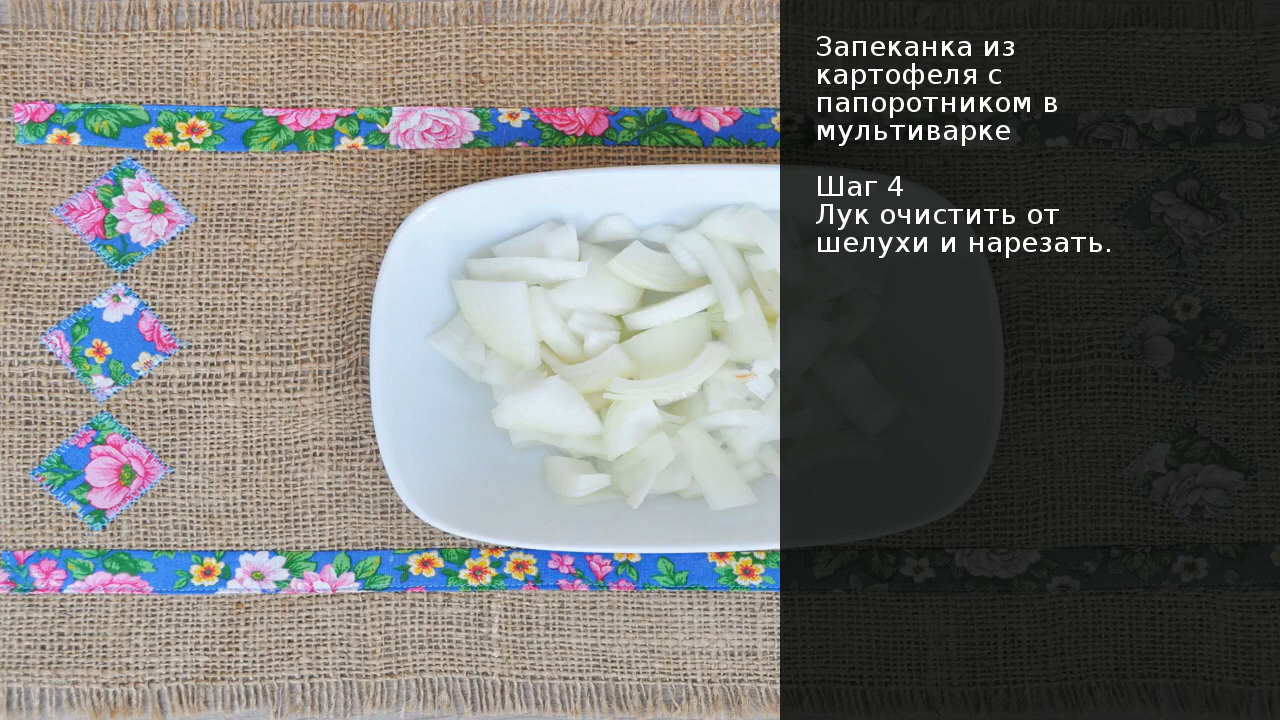 Запеканка из
картофеля с
папоротником в
мультиварке
Шаг 4
Лук очистить от
шелухи и нарезать.